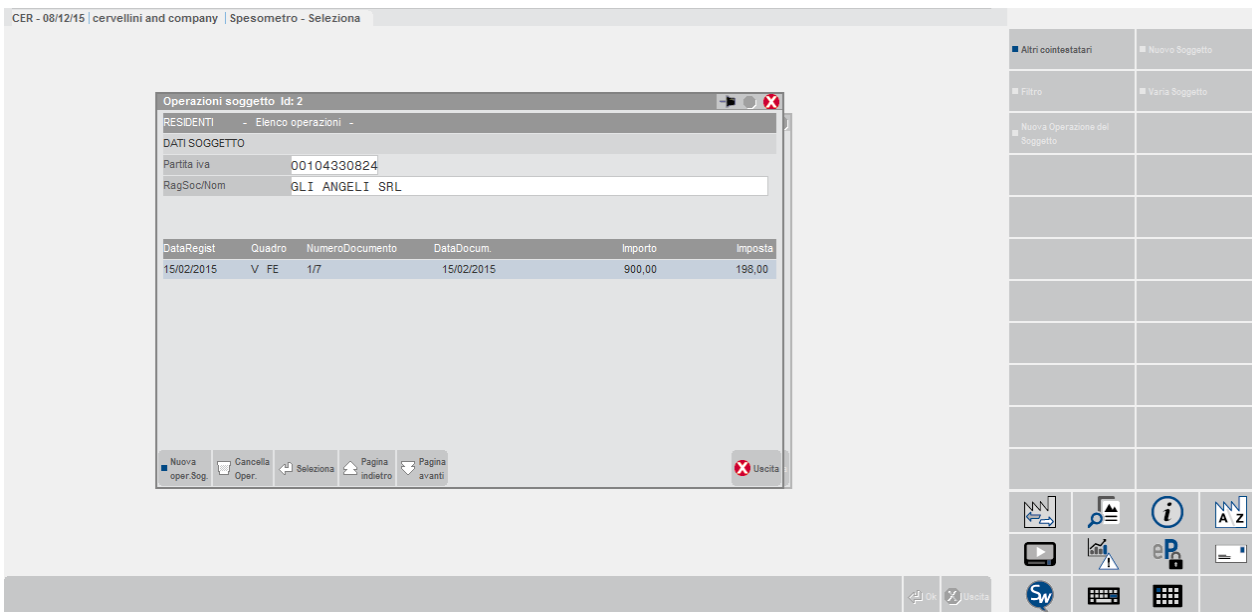 CER - 08/12/15 | cervellini and company | Spesometro - Seleziona
Altri cointestatari
Nuovo Soggetto
Filtro
Varia Soggetto
Nuova Operazione del
Soggetto
Operazioni soggetto Id: 2
RESIDENTI - Elenco operazioni -
DATI SOGGETTO
Partita iva 00104330824
RagSoc/Nom GLI ANGELI SRL
DataRegist Quadro NumeroDocumento DataDocum. Importo Imposta
15/02/2015 V FE 1/7 15/02/2015 900,00 198,00
Nuova
oper.Sog.
Cancella
Oper.
Seleziona
Pagina
indietro
Pagina
avanti
Uscita
A Z
eP
Sw
Ok
Uscita